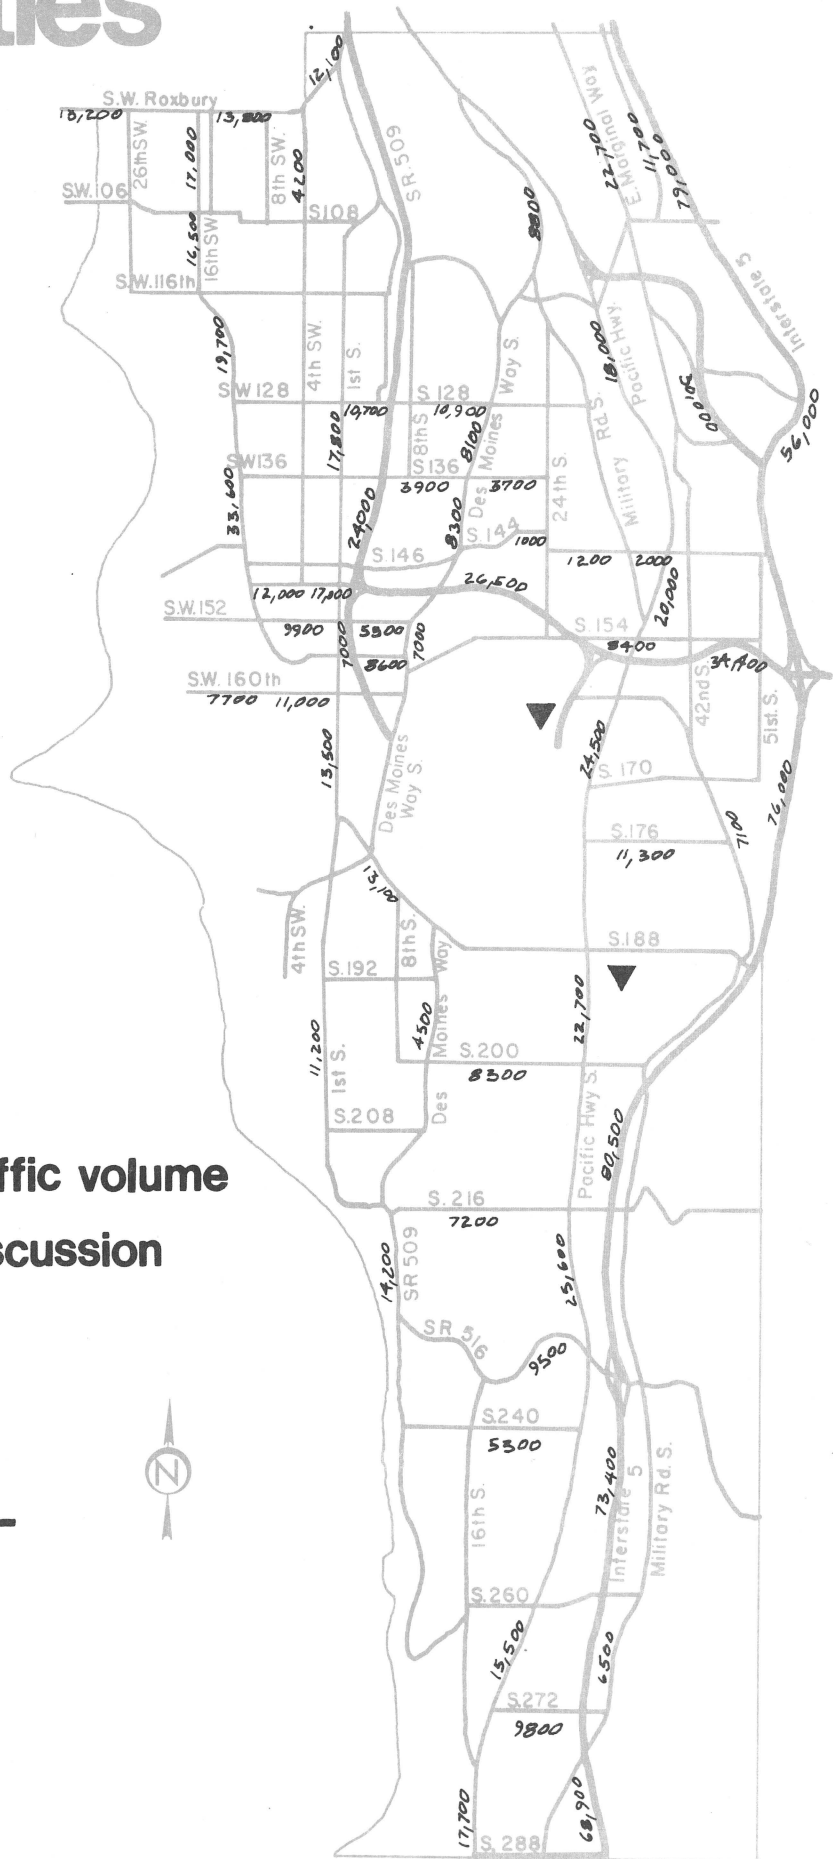 ties
12,100
S.W. Roxbury
13,200
13,800
26th SW.
17,000
8th SW.
4200
SR.509
22,700
E. Marginal Way
11,700
79,000
S.W.106
S.108
8800
16,500
16th SW
S.W.116th
Interstate 5
19,700
4th SW.
1st S.
Way S.
18,000
Pacific Hwy.
SW128
S 128
10,700
10,900
56,000
17,800
8th S
8100
Des Moines
Military Rd. S.
SW136
S 136
3900
3700
24th S.
33,600
24,000
8300
S.144
1000
S.146
1200
2000
26,500
20,000
12,000
17,800
S.W.152
S.154
9900
7000
7000
8400
8600
34,400
S.W. 160th
7700
11,000
42nd S.
51st. S.
13,500
Des Moines
Way S.
24,500
S. 170
76,000
S.176
11,300
7100
13,100
4th SW.
8th S.
S.188
S.192
Des Moines Way
22,700
11,200
1st S.
4500
S.200
8300
S.208
Pacific Hwy S.
80,500
ffic volume
S. 216
7200
scussion
14,200
SR 509
25,600
SR 516
9500
S.240
5300
N
16th S.
73,400
Interstate 5
Military Rd. S.
S.260
15,500
6500
S.272
9800
17,700
68,900
S. 288